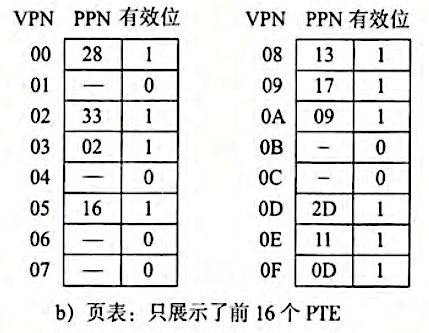 VPN PPN 有效位 VPN PPN 有效位
00 28 1 08 13 1
01 — 0 09 17 1
02 33 1 0A 09 1
03 02 1 0B – 0
04 — 0 0C – 0
05 16 1 0D 2D 1
06 — 0 0E 11 1
07 — 0 0F 0D 1
b) 页表：只展示了前 16 个 PTE